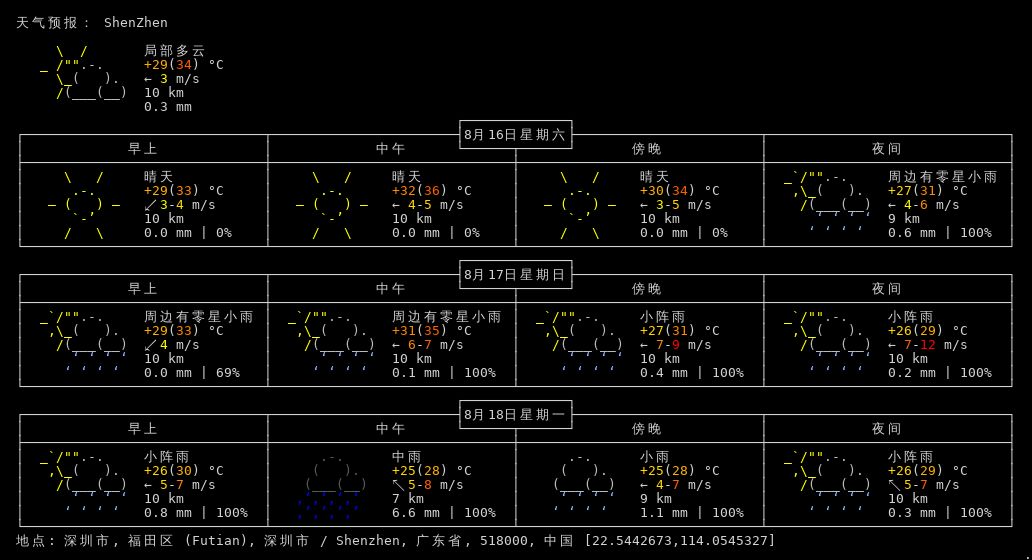 天气预报： ShenZhen
局部多云
+29(34) °C
← 3 m/s
10 km
0.3 mm
8月16日星期六
早上 中午 傍晚 夜间
晴天 晴天 晴天 周边有零星小雨
+29(33) °C +32(36) °C +30(34) °C +27(31) °C
↙ 3-4 m/s ← 4-5 m/s ← 3-5 m/s ← 4-6 m/s
10 km 10 km 10 km 9 km
0.0 mm | 0% 0.0 mm | 0% 0.0 mm | 0% 0.6 mm | 100%
8月17日星期日
早上 中午 傍晚 夜间
周边有零星小雨 周边有零星小雨 小阵雨 小阵雨
+29(33) °C +31(35) °C +27(31) °C +26(29) °C
↙ 4 m/s ← 6-7 m/s ← 7-9 m/s ← 7-12 m/s
10 km 10 km 10 km 10 km
0.0 mm | 69% 0.1 mm | 100% 0.4 mm | 100% 0.2 mm | 100%
8月18日星期一
早上 中午 傍晚 夜间
小阵雨 中雨 小雨 小阵雨
+26(30) °C +25(28) °C +25(28) °C +26(29) °C
← 5-7 m/s ↖ 5-8 m/s ← 4-7 m/s ↖ 5-7 m/s
10 km 7 km 9 km 10 km
0.8 mm | 100% 6.6 mm | 100% 1.1 mm | 100% 0.3 mm | 100%
地点: 深圳市, 福田区 (Futian), 深圳市 / Shenzhen, 广东省, 518000, 中国 [22.5442673,114.0545327]